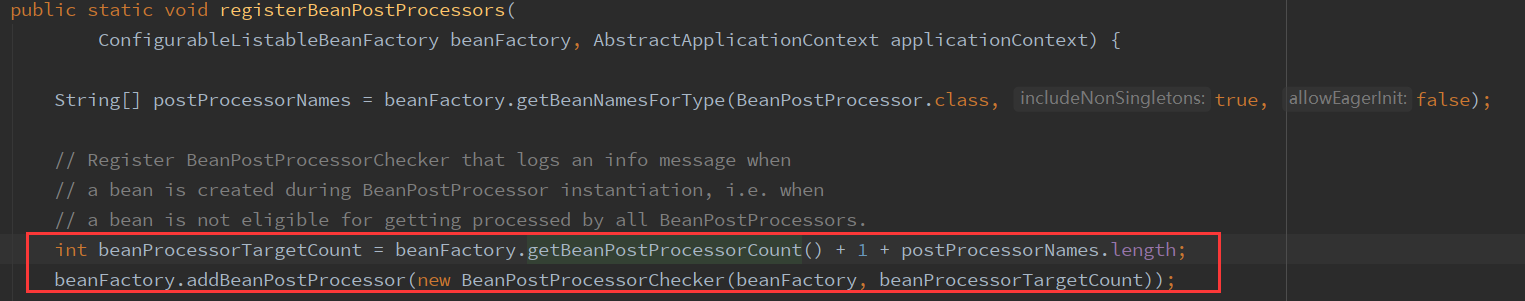 public static void registerBeanPostProcessors(
ConfigurableListableBeanFactory beanFactory, AbstractApplicationContext applicationContext) {
String[] postProcessorNames = beanFactory.getBeanNamesForType(BeanPostProcessor.class, includeNonSingletons: true, allowEagerInit: false);
// Register BeanPostProcessorChecker that logs an info message when
// a bean is created during BeanPostProcessor instantiation, i.e. when
// a bean is not eligible for getting processed by all BeanPostProcessors.
int beanProcessorTargetCount = beanFactory.getBeanPostProcessorCount() + 1 + postProcessorNames.length;
beanFactory.addBeanPostProcessor(new BeanPostProcessorChecker(beanFactory, beanProcessorTargetCount));